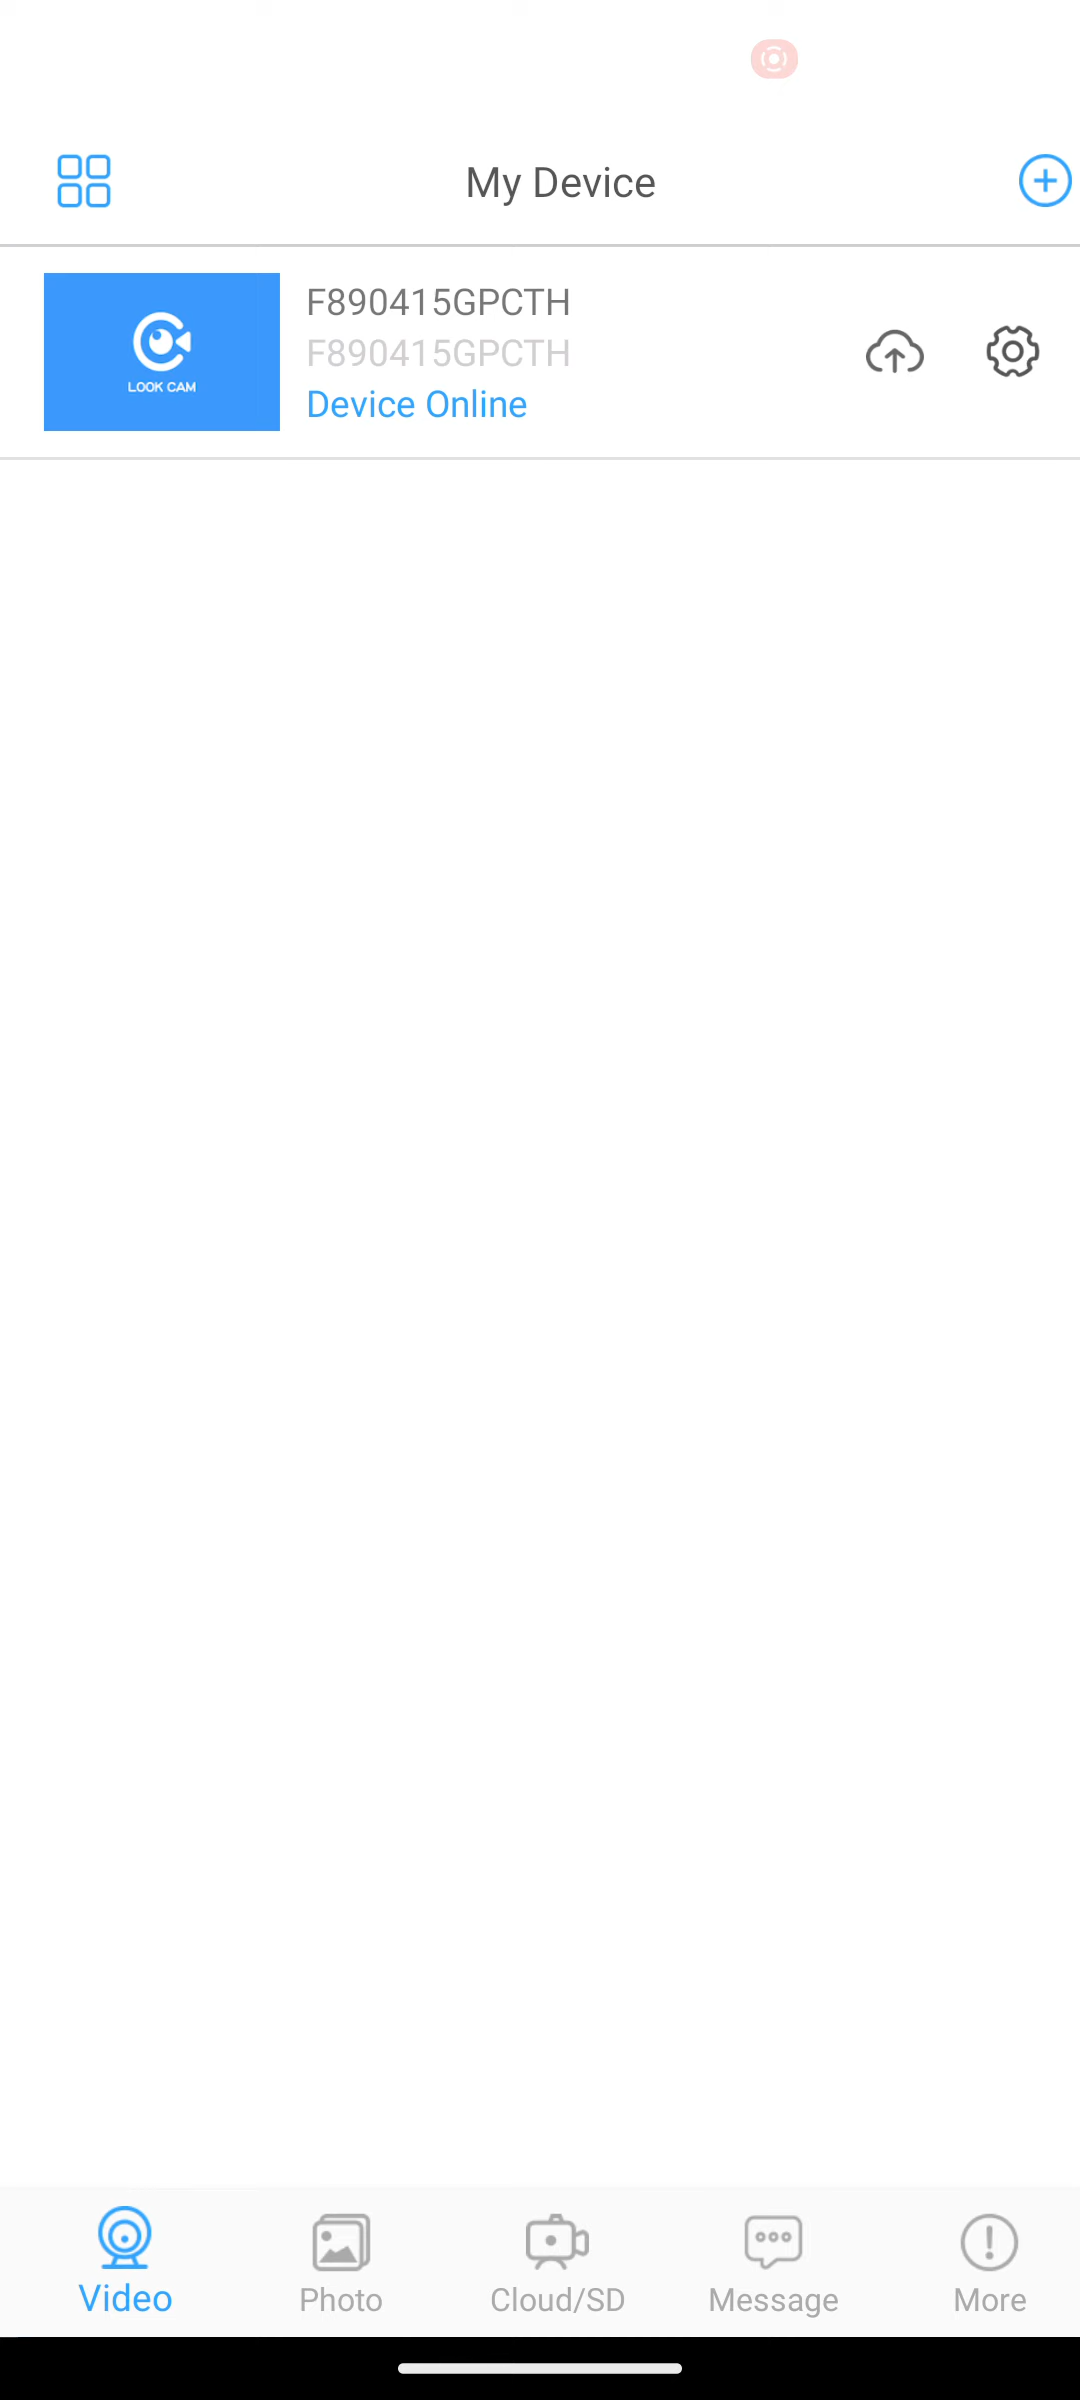 My Device
LOOK CAM
F890415GPCTH
F890415GPCTH
Device Online
Video
Photo
Cloud/SD
Message
More